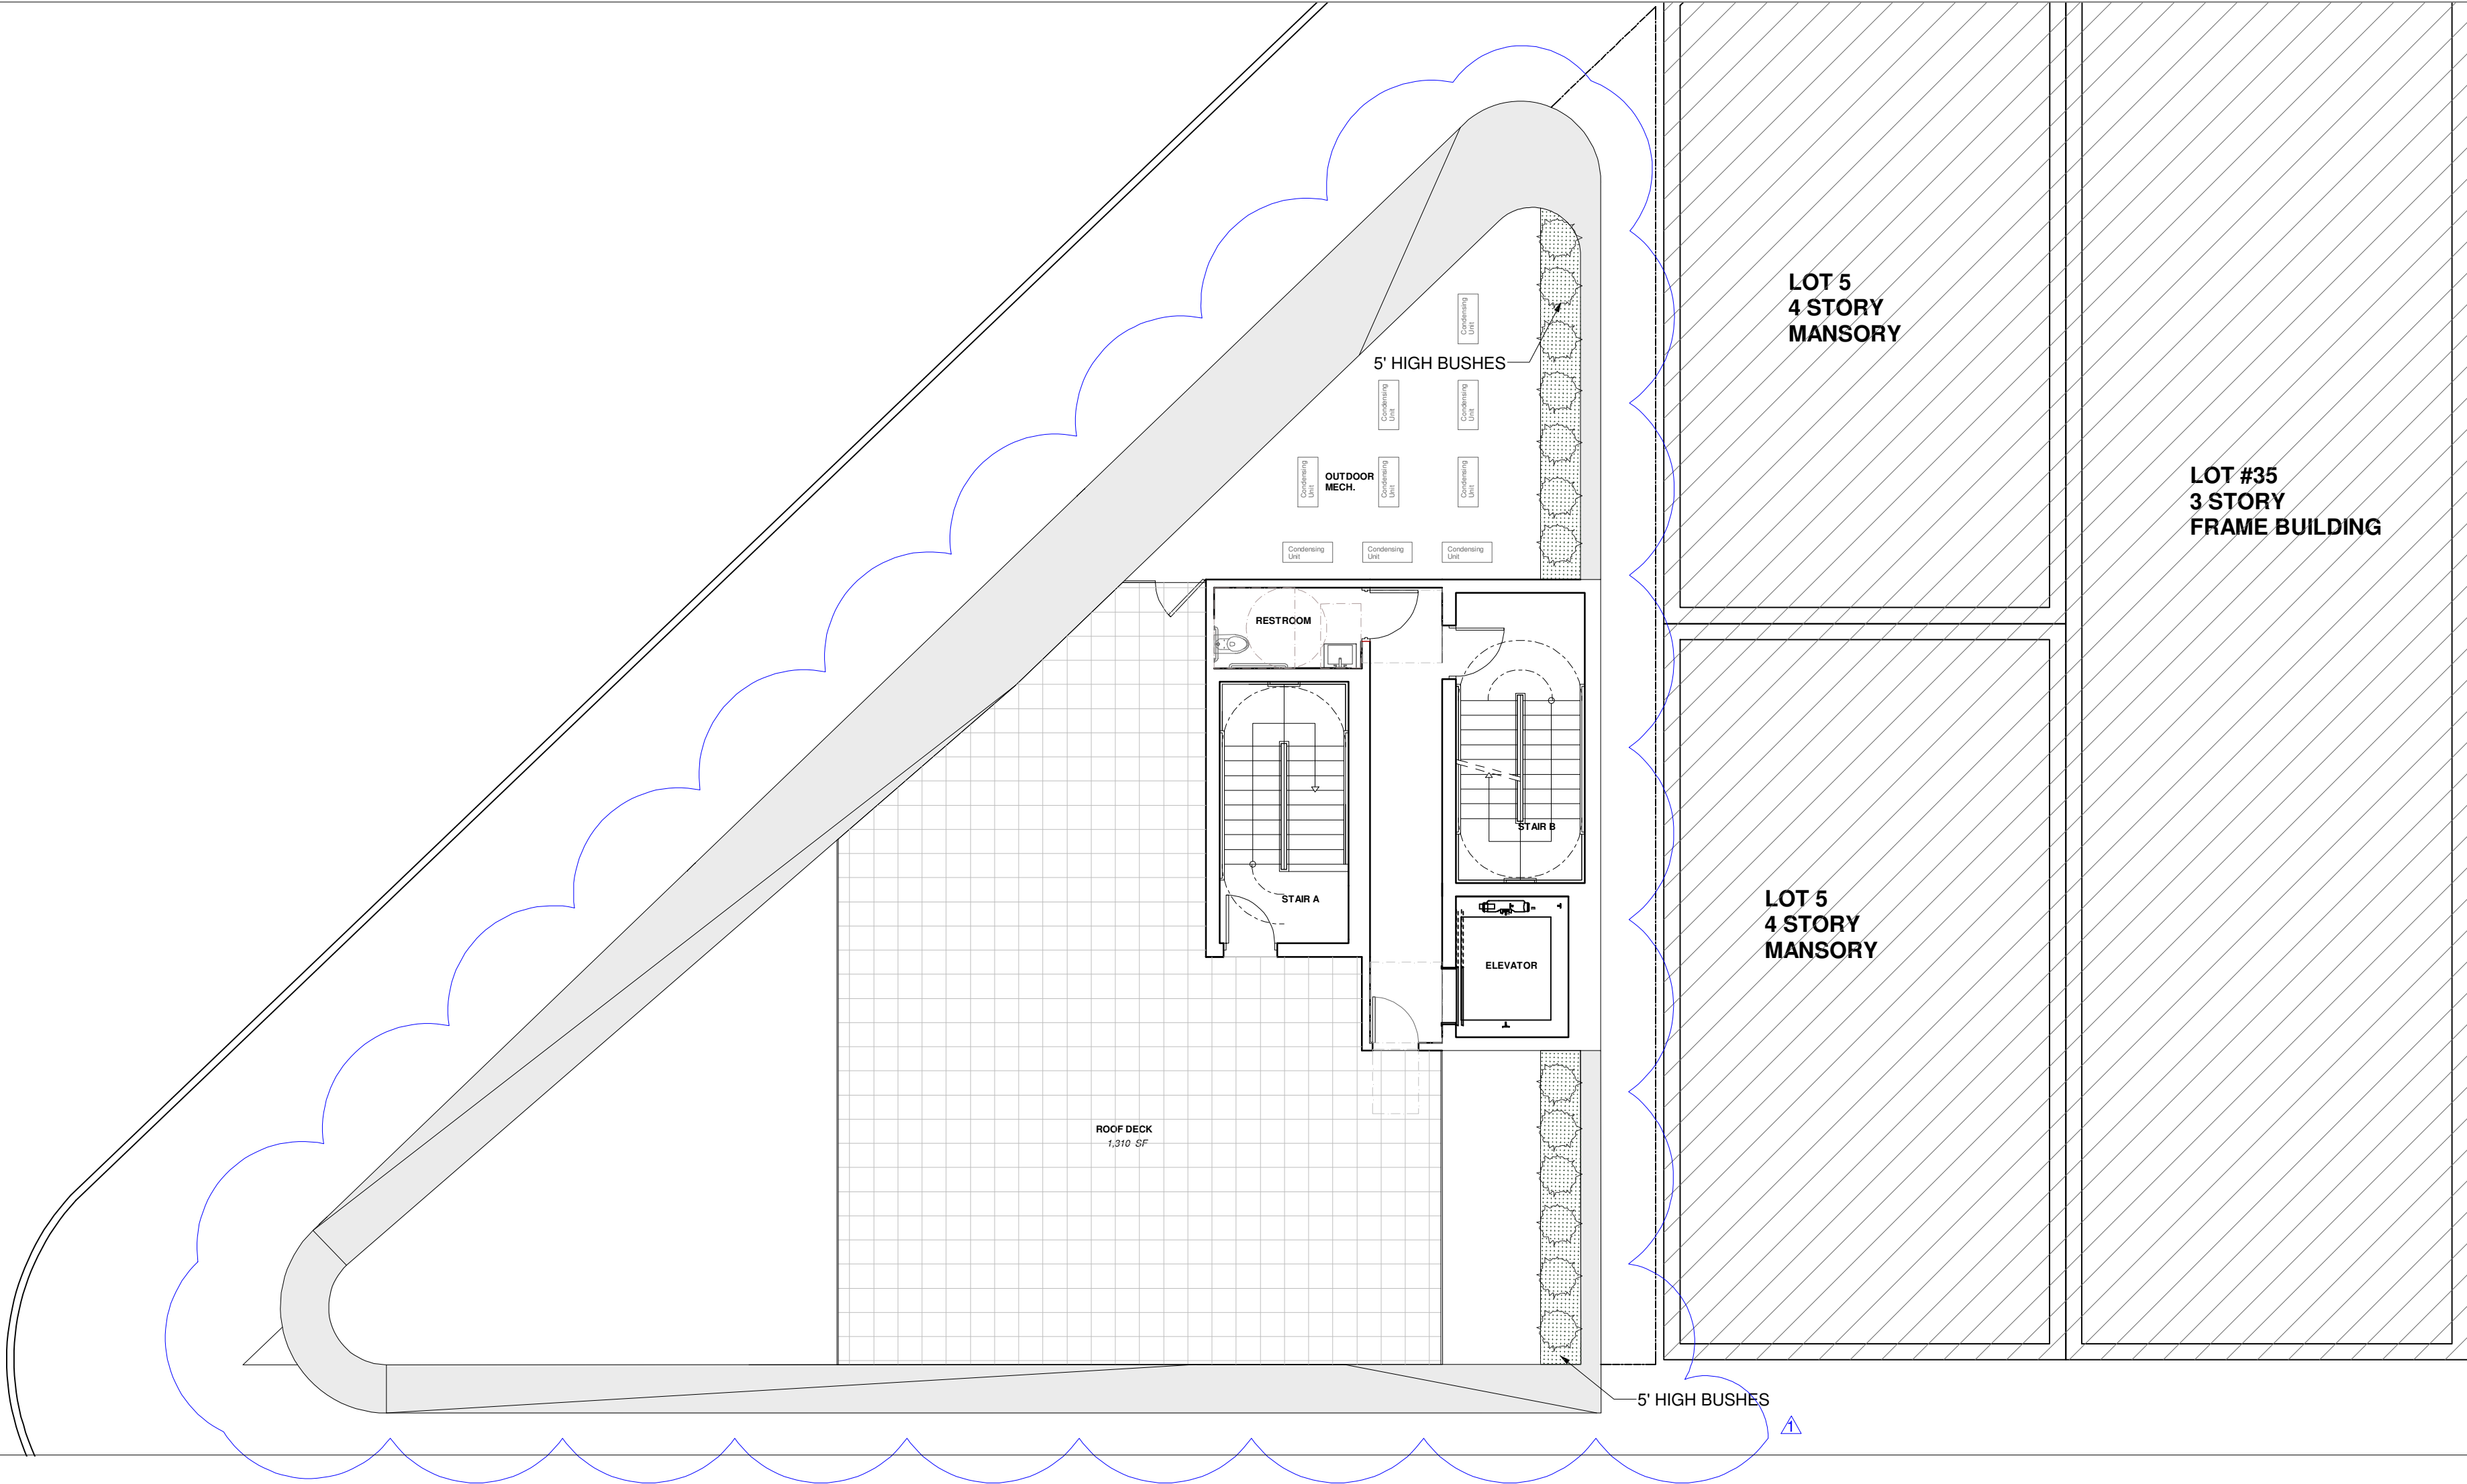 LOT 5
4 STORY
MANSORY
Condensing
Unit
5' HIGH BUSHES
Condensing
Unit
Condensing
Unit
LOT #35
3 STORY
FRAME BUILDING
Condensing
Unit
OUTDOOR
MECH.
Condensing
Unit
Condensing
Unit
Condensing
Unit
Condensing
Unit
Condensing
Unit
RESTROOM
STAIR B
STAIR A
LOT 5
4 STORY
MANSORY
ELEVATOR
ROOF DECK
1,310 SF
5' HIGH BUSHES
1